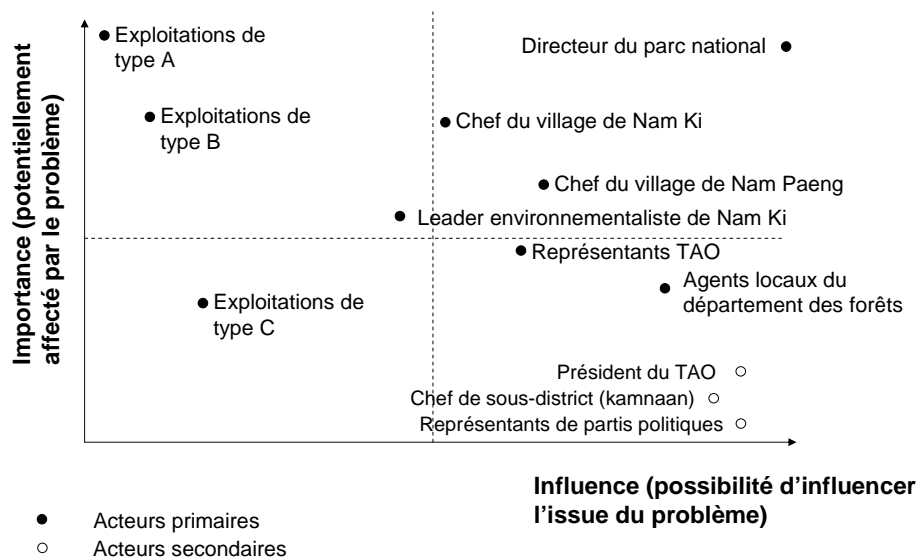 Importance (potentiellement
affecté par le problème)
Exploitations de
type A
Directeur du parc national
Exploitations de
type B
Chef du village de Nam Ki
Chef du village de Nam Paeng
Leader environnementaliste de Nam Ki
Représentants TAO
Agents locaux du
département des forêts
Exploitations de
type C
Président du TAO
Chef de sous-district (kamnaan)
Représentants de partis politiques
Influence (possibilité d’influencer
l’issue du problème)
Acteurs primaires
Acteurs secondaires